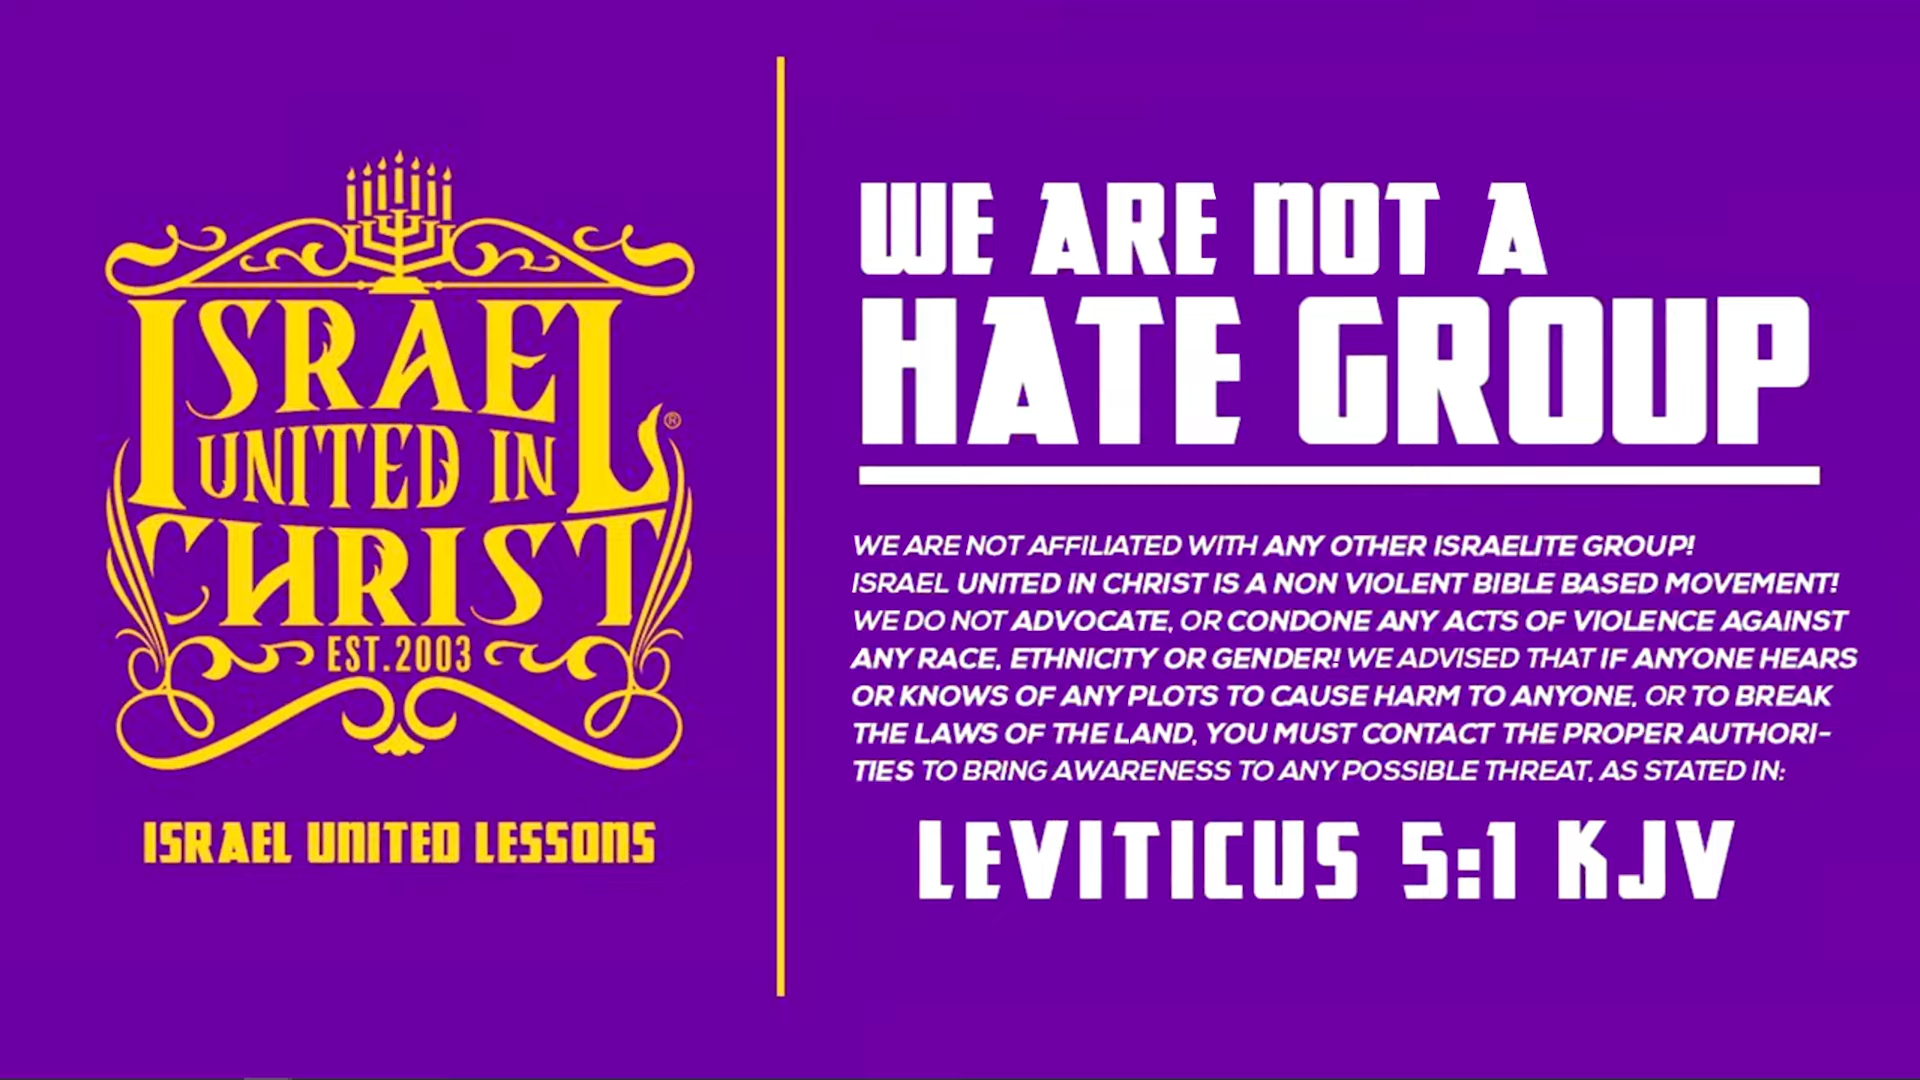 ISRAEL
UNITED IN
CHRIST
®
EST.2003
ISRAEL UNITED LESSONS
WE ARE NOT A
HATE GROUP
WE ARE NOT AFFILIATED WITH ANY OTHER ISRAELITE GROUP!
ISRAEL UNITED IN CHRIST IS A NON VIOLENT BIBLE BASED MOVEMENT!
WE DO NOT ADVOCATE, OR CONDONE ANY ACTS OF VIOLENCE AGAINST
ANY RACE, ETHNICITY OR GENDER! WE ADVISED THAT IF ANYONE HEARS
OR KNOWS OF ANY PLOTS TO CAUSE HARM TO ANYONE, OR TO BREAK
THE LAWS OF THE LAND, YOU MUST CONTACT THE PROPER AUTHORI-
TIES TO BRING AWARENESS TO ANY POSSIBLE THREAT, AS STATED IN:
LEVITICUS 5:1 KJV